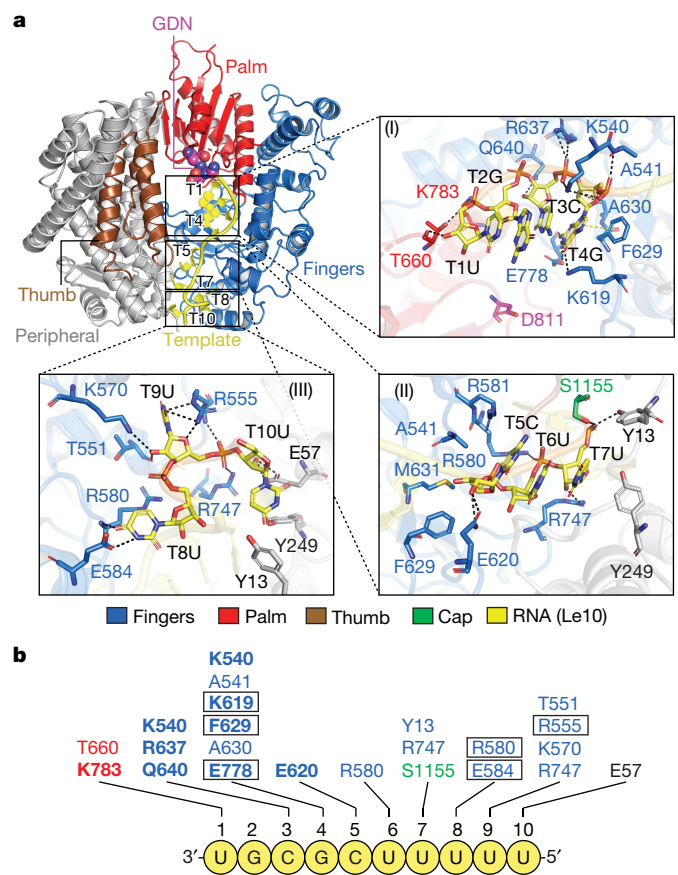 a
GDN
Palm
T1
T4
T5
T7
T8
T10
Fingers
Thumb
Peripheral
Template
(I)
R637
K540
Q640
A541
T2G
K783
T3C
A630
T660
T4G
F629
T1U
E778
K619
D811
(III)
K570
T9U
R555
T10U
T551
E57
R580
R747
T8U
Y249
E584
Y13
(II)
R581
S1155
T5C
A541
T6U
Y13
R580
T7U
M631
R747
F629
E620
Y249
Fingers
Palm
Thumb
Cap
RNA (Le10)
b
K540
A541
T551
K619
K540
F629
Y13
R555
T660
R637
A630
R747
R580
K570
K783
Q640
E778
E620
R580
S1155
E584
R747
E57
1 2 3 4 5 6 7 8 9 10
3′- U G C G C U U U U U -5′